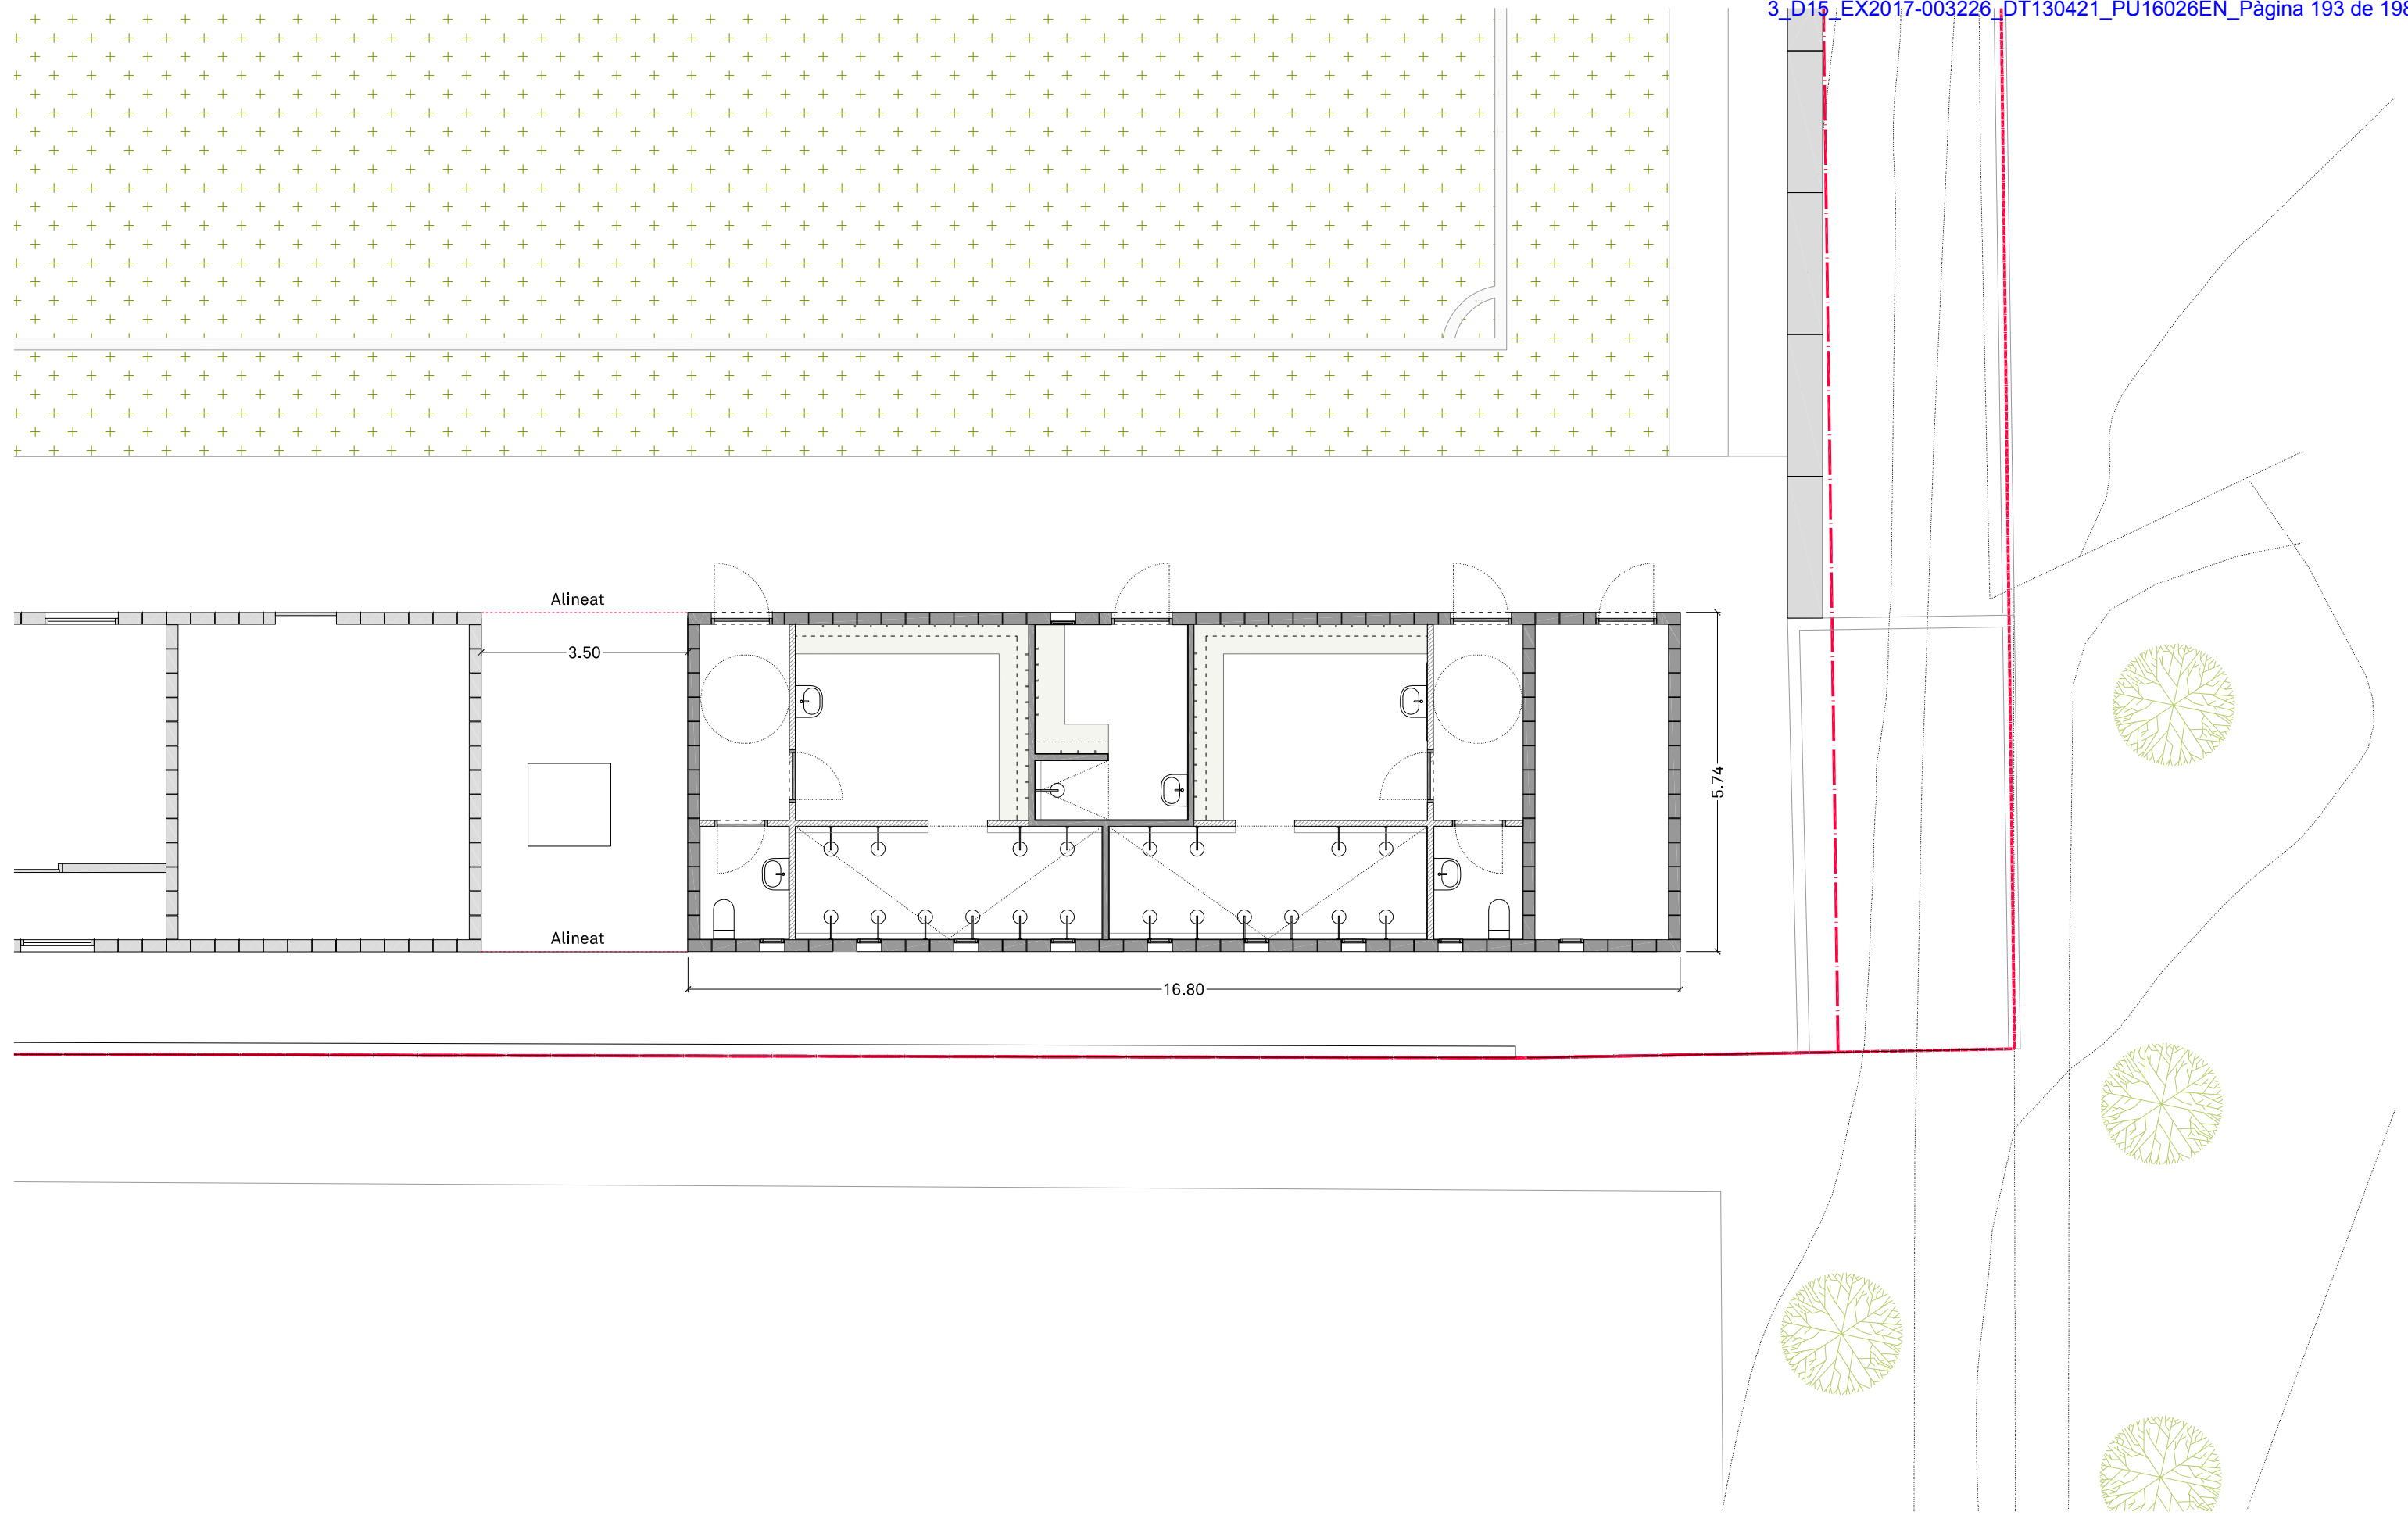 3_D15_EX2017-003226_DT130421_PU16026EN_Pàgina 193 de 198
Alineat
3.50
5.74
Alineat
16.80